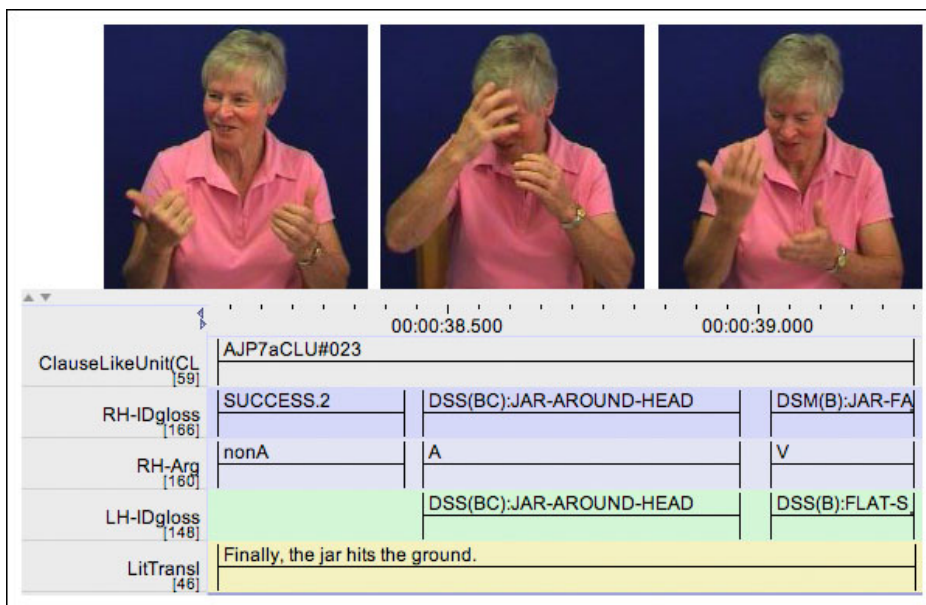 00:00:38.500 00:00:39.000
ClauseLikeUnit(CL AJP7aCLU#023
[59]
RH-IDgloss SUCCESS.2 DSS(BC):JAR-AROUND-HEAD DSM(B):JAR-FA
[166]
RH-Arg nonA A V
[160]
LH-IDgloss DSS(BC):JAR-AROUND-HEAD DSS(B):FLAT-S
[148]
LitTransl Finally, the jar hits the ground.
[46]